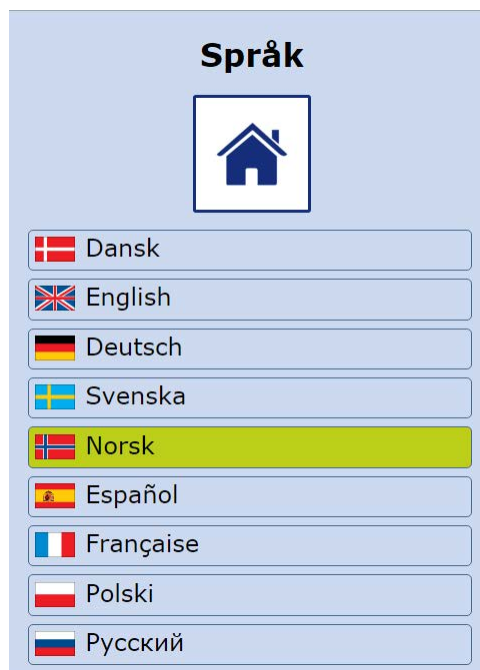 Språk
Dansk
English
Deutsch
Svenska
Norsk
Español
Française
Polski
Русский